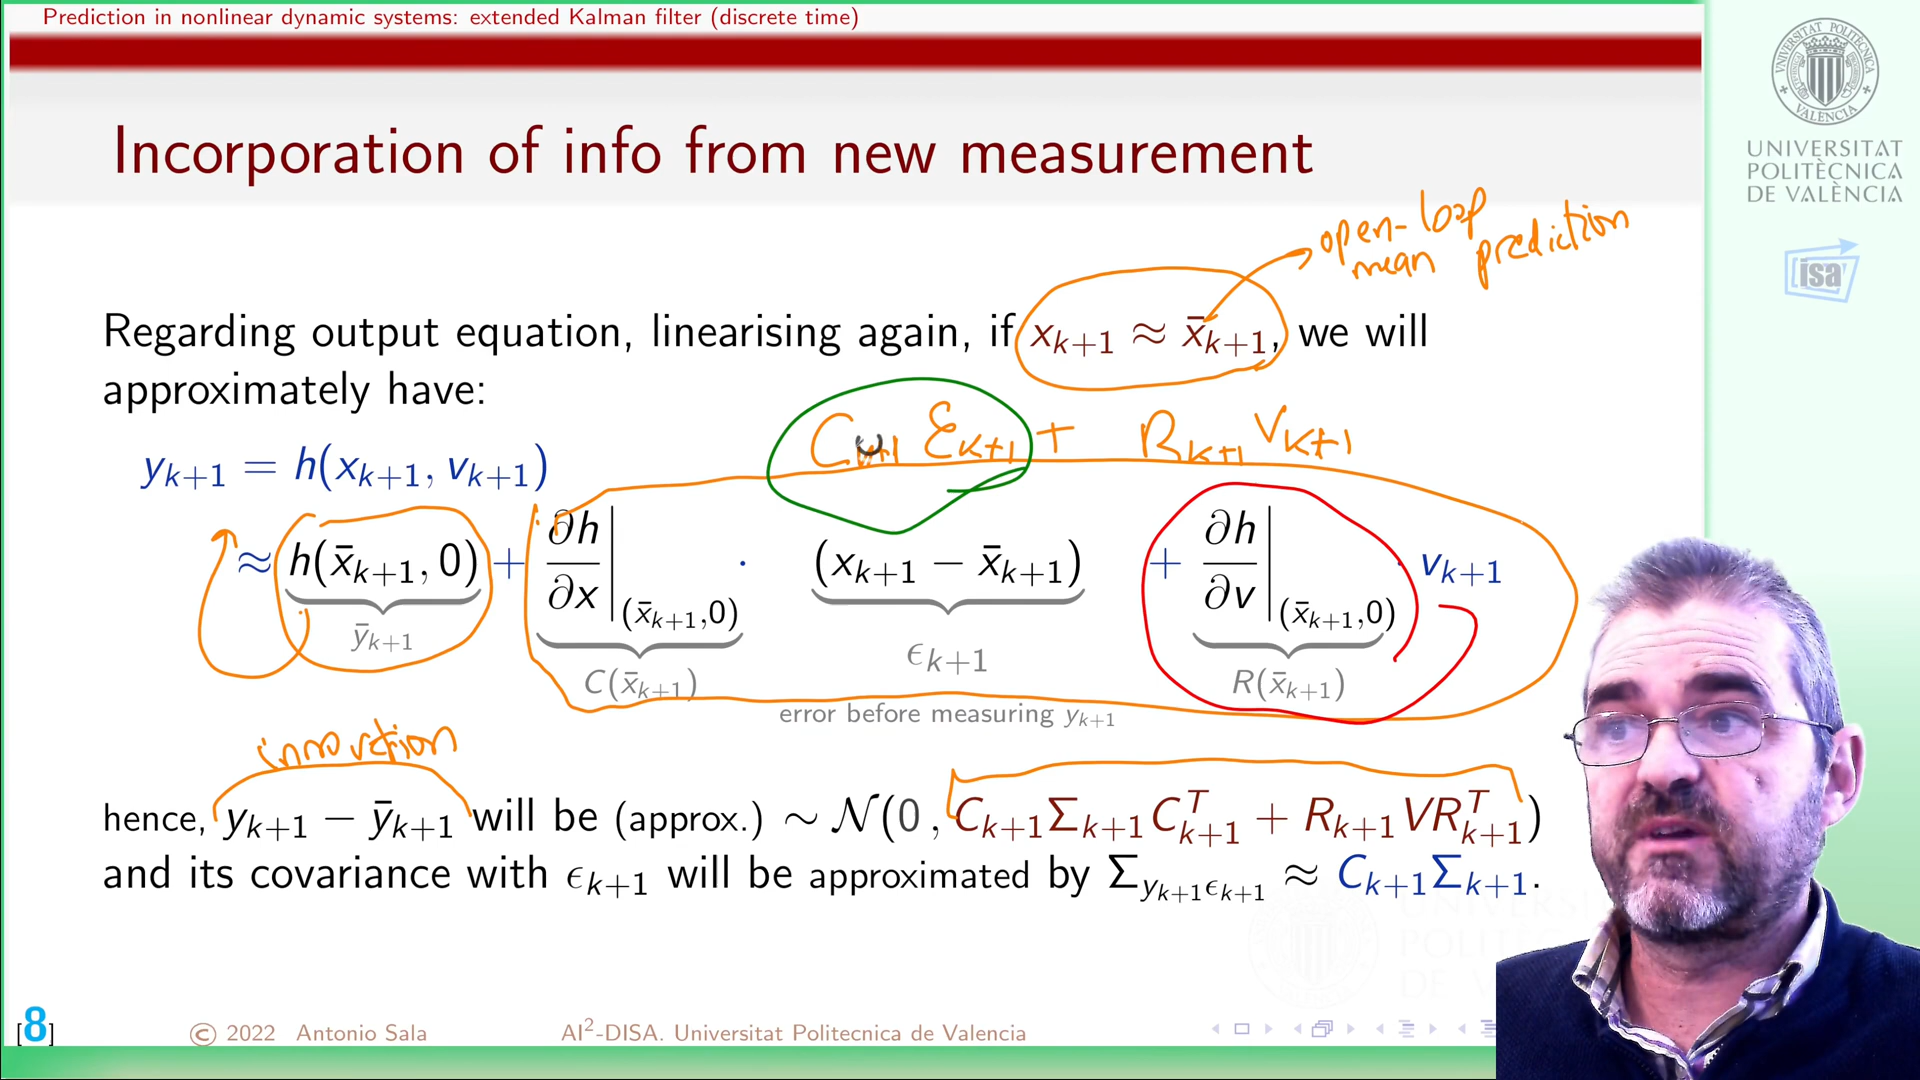 Prediction in nonlinear dynamic systems: extended Kalman filter (discrete time)
Incorporation of info from new measurement
UNIVERSITAT
POLITÈCNICA
DE VALÈNCIA
isa
open-loop
mean prediction
Regarding output equation, linearising again, if x_{k+1} ≈ x̄_{k+1}, we will
approximately have:
C_{k+1} ε_{k+1} + R_{k+1} v_{k+1}
y_{k+1} = h(x_{k+1}, v_{k+1})
≈ h(x̄_{k+1}, 0) + ∂h/∂x|_{(x̄_{k+1},0)} · (x_{k+1} − x̄_{k+1}) + ∂h/∂v|_{(x̄_{k+1},0)} · v_{k+1}
ȳ_{k+1} C(x̄_{k+1}) ϵ_{k+1} R(x̄_{k+1})
error before measuring y_{k+1}
innovation
hence, y_{k+1} − ȳ_{k+1} will be (approx.) ∼ N(0, C_{k+1}Σ_{k+1}C^T_{k+1} + R_{k+1}VR^T_{k+1})
and its covariance with ϵ_{k+1} will be approximated by Σ_{y_{k+1}ϵ_{k+1}} ≈ C_{k+1}Σ_{k+1}.
[8] © 2022 Antonio Sala AI²-DISA. Universitat Politecnica de Valencia